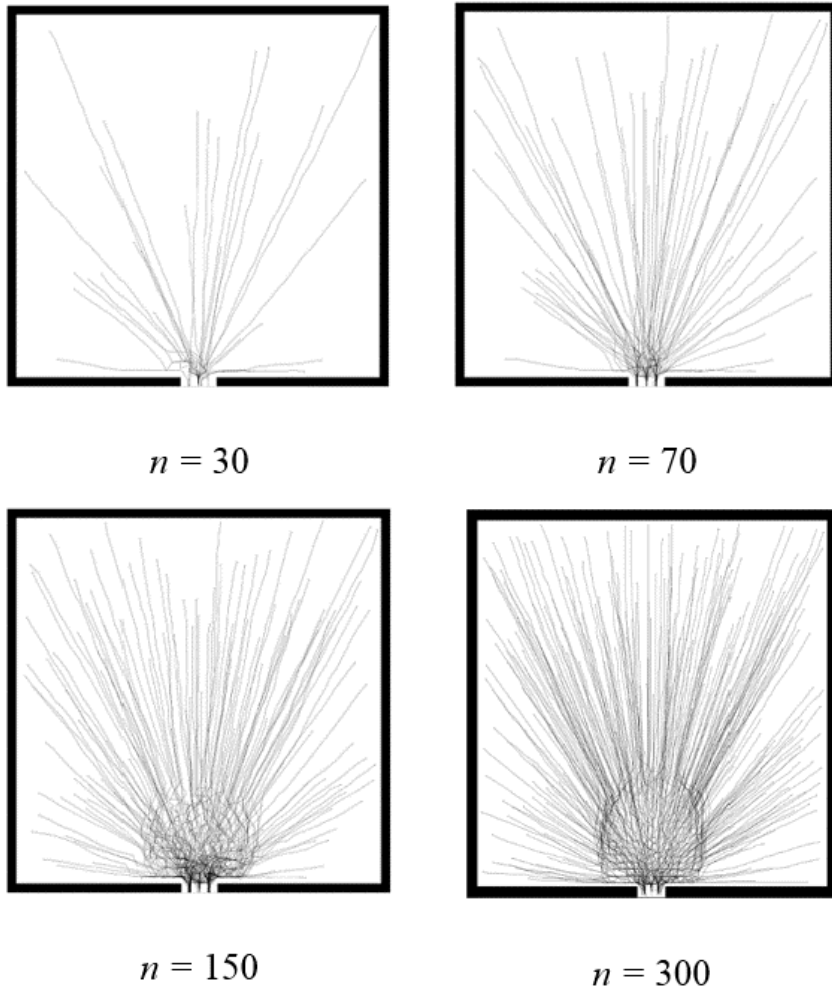 n = 30
n = 70
n = 150
n = 300